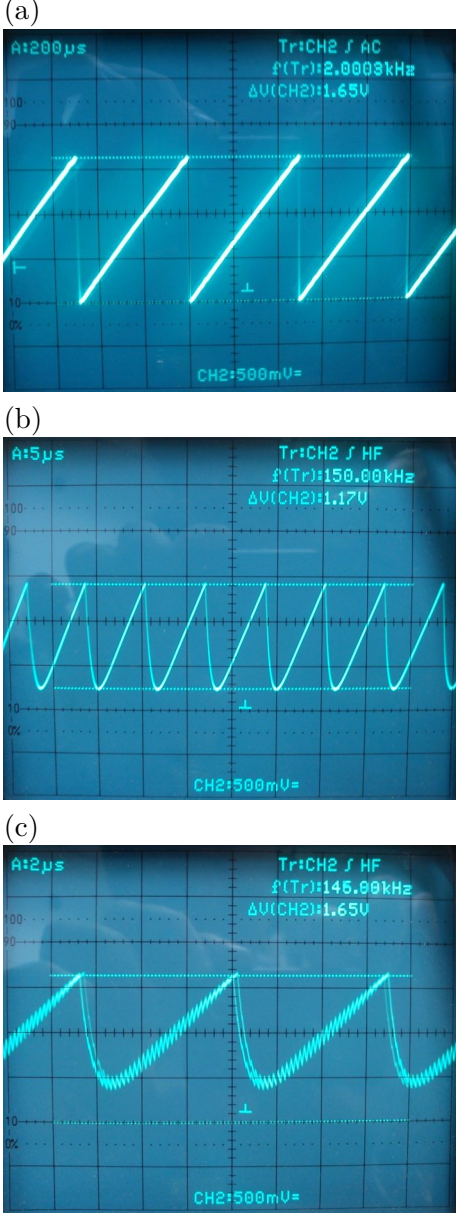 (a)
A:200µs Tr:CH2 ∫ AC
f(Tr):2.0003kHz
ΔV(CH2):1.65V
100
90
10
0%
CH2:500mV=
(b)
A:5µs Tr:CH2 ∫ HF
f(Tr):150.00kHz
ΔV(CH2):1.17V
100
90
10
0%
CH2:500mV=
(c)
A:2µs Tr:CH2 ∫ HF
f(Tr):146.00kHz
ΔV(CH2):1.65V
100
90
10
0%
CH2:500mV=